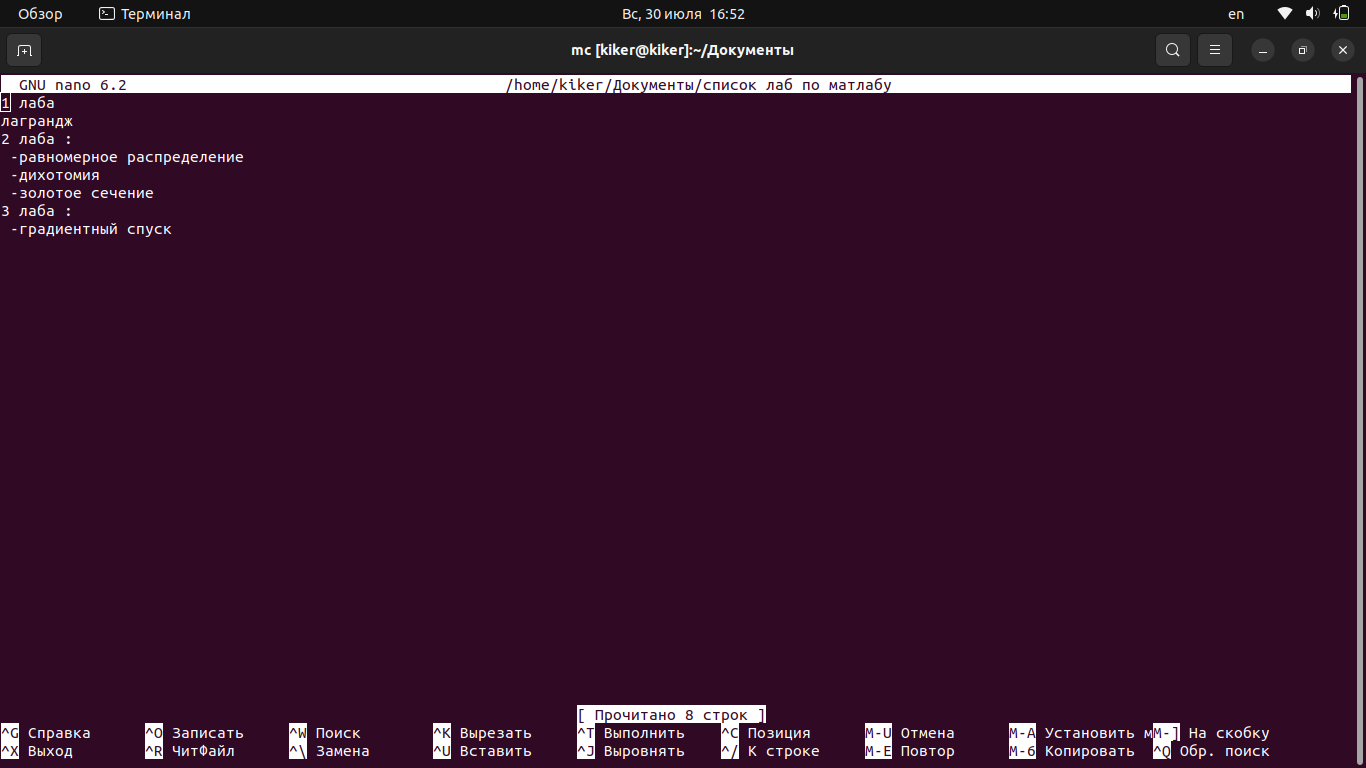 Обзор Терминал Вс, 30 июля 16:52 en
mc [kiker@kiker]:~/Документы
GNU nano 6.2 /home/kiker/Документы/список лаб по матлабу
1 лаба
лаграндж
2 лаба :
-равномерное распределение
-дихотомия
-золотое сечение
3 лаба :
-градиентный спуск
[ Прочитано 8 строк ]
^G Справка ^O Записать ^W Поиск ^K Вырезать ^T Выполнить ^C Позиция M-U Отмена M-A Установить мM-] На скобку
^X Выход ^R ЧитФайл ^\ Замена ^U Вставить ^J Выровнять ^/ К строке M-E Повтор M-6 Копировать ^Q Обр. поиск